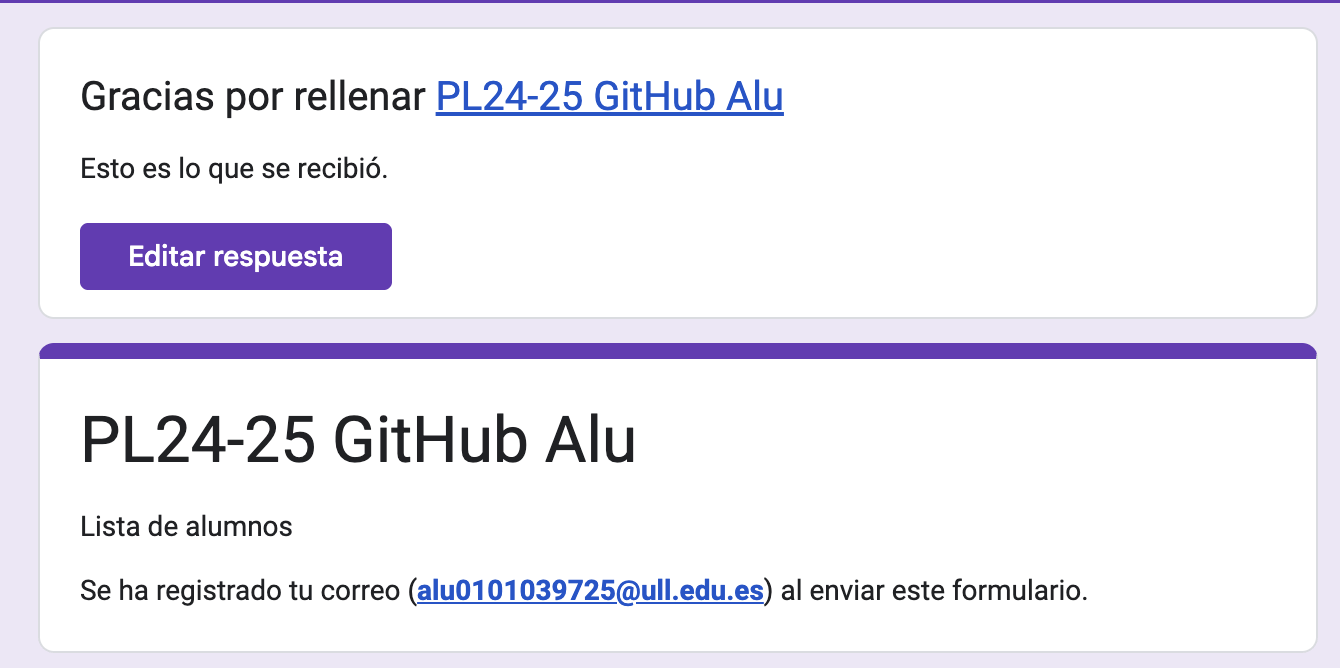 Gracias por rellenar PL24-25 GitHub Alu
Esto es lo que se recibió.
Editar respuesta
PL24-25 GitHub Alu
Lista de alumnos
Se ha registrado tu correo (alu0101039725@ull.edu.es) al enviar este formulario.